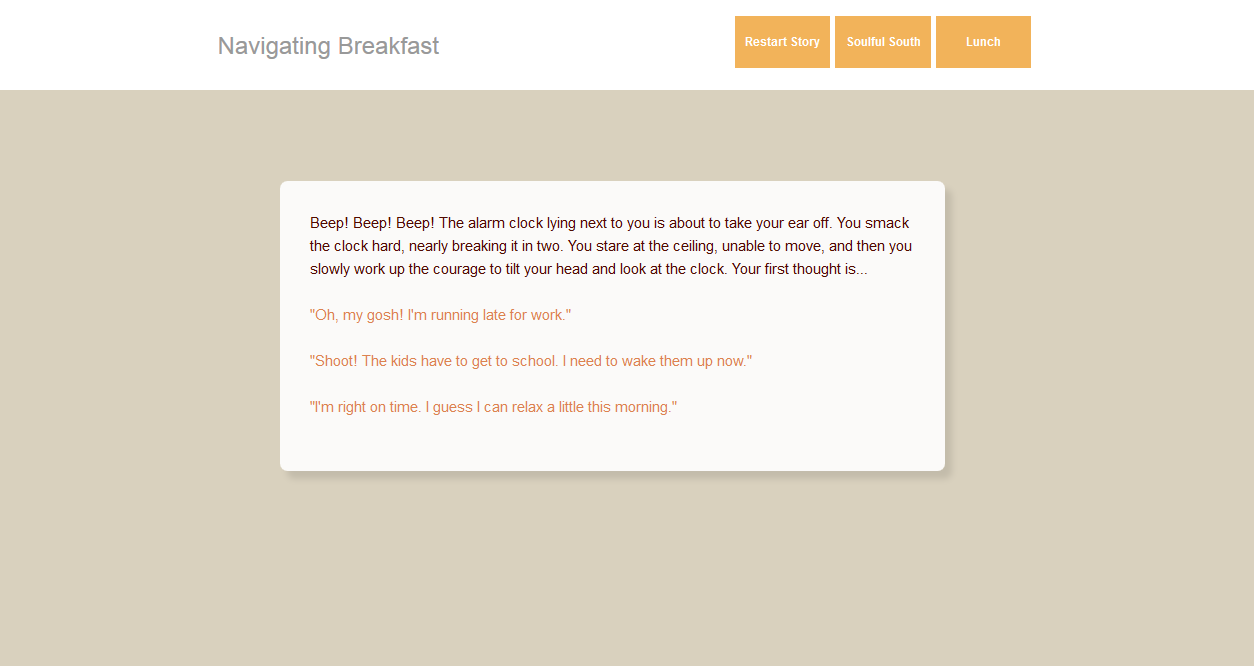 Navigating Breakfast
Restart Story
Soulful South
Lunch
Beep! Beep! Beep! The alarm clock lying next to you is about to take your ear off. You smack
the clock hard, nearly breaking it in two. You stare at the ceiling, unable to move, and then you
slowly work up the courage to tilt your head and look at the clock. Your first thought is...
"Oh, my gosh! I'm running late for work."
"Shoot! The kids have to get to school. I need to wake them up now."
"I'm right on time. I guess I can relax a little this morning."